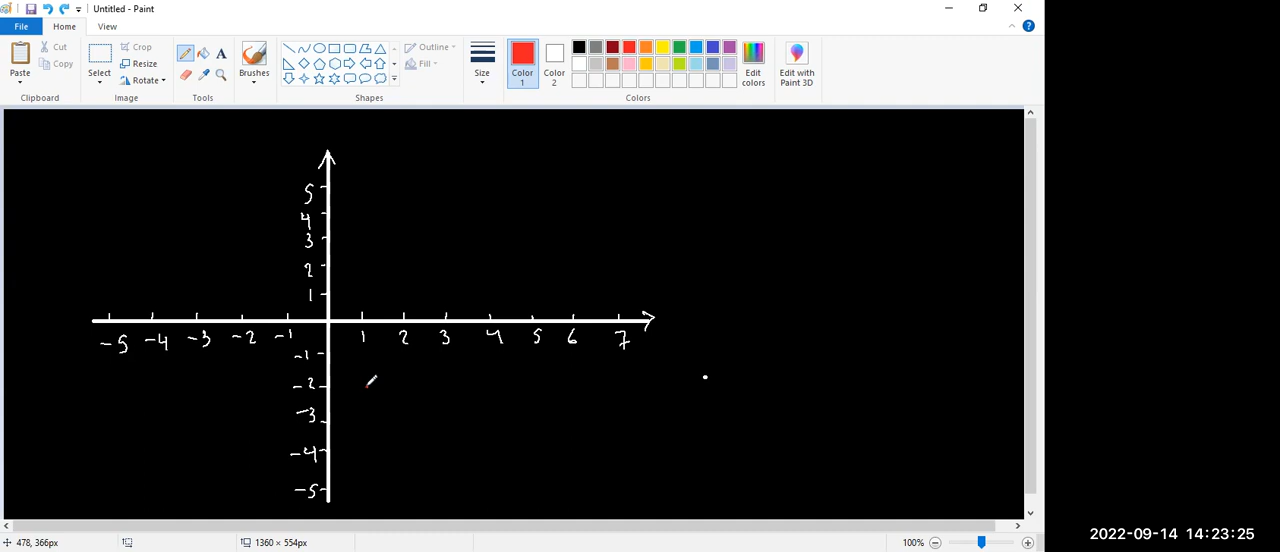 Untitled - Paint
File Home View
Paste Cut Copy Select Crop Resize Rotate A Brushes Outline Fill Size Color 1 Color 2 Edit colors Edit with Paint 3D
Clipboard Image Tools Shapes Colors
5
4
3
2
1
-5 -4 -3 -2 -1 1 2 3 4 5 6 7
-1
-2
-3
-4
-5
478, 366px 1360 × 554px 100%
2022-09-14 14:23:25